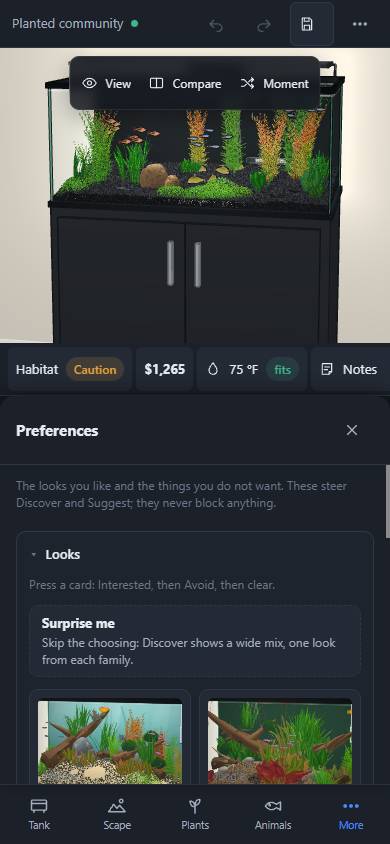 Planted community
View
Compare
Moment
Habitat
Caution
$1,265
75 °F
fits
Notes
Preferences
The looks you like and the things you do not want. These steer
Discover and Suggest; they never block anything.
Looks
Press a card: Interested, then Avoid, then clear.
Surprise me
Skip the choosing: Discover shows a wide mix, one look
from each family.
Tank
Scape
Plants
Animals
More